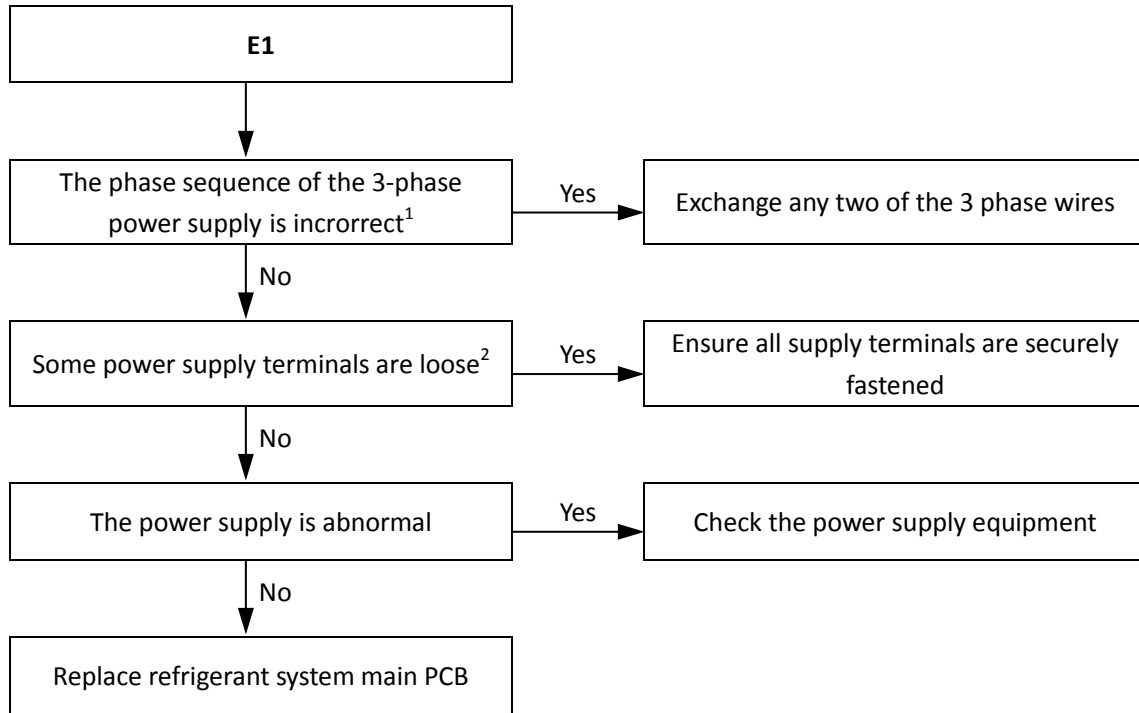 E1
The phase sequence of the 3-phase
power supply is incrorrect¹
Yes
Exchange any two of the 3 phase wires
No
Some power supply terminals are loose²
Yes
Ensure all supply terminals are securely
fastened
No
The power supply is abnormal
Yes
Check the power supply equipment
No
Replace refrigerant system main PCB